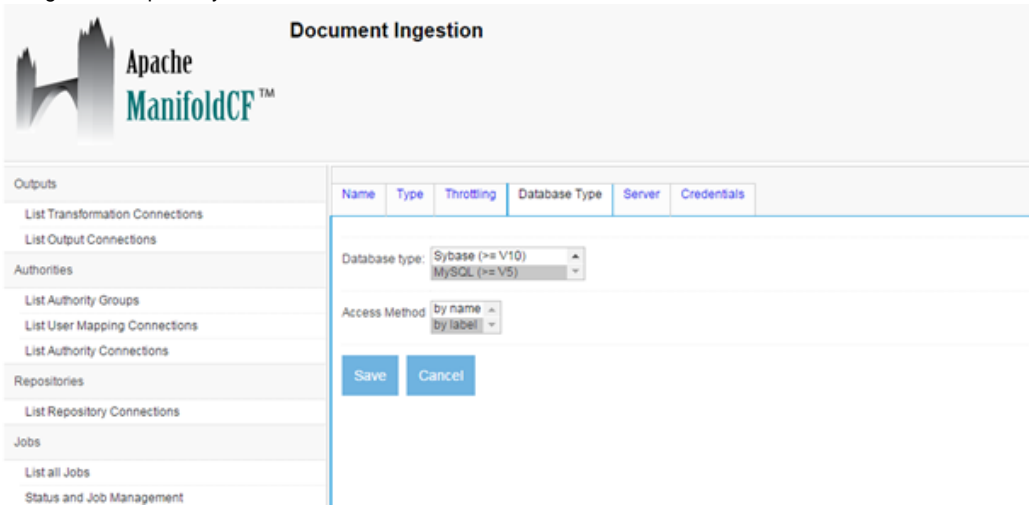 Document Ingestion
Apache
ManifoldCF™
Outputs
List Transformation Connections
List Output Connections
Authorities
List Authority Groups
List User Mapping Connections
List Authority Connections
Repositories
List Repository Connections
Jobs
List all Jobs
Status and Job Management
Name Type Throttling Database Type Server Credentials
Database type: Sybase (>= V10)
MySQL (>= V5)
Access Method by name
by label
Save Cancel